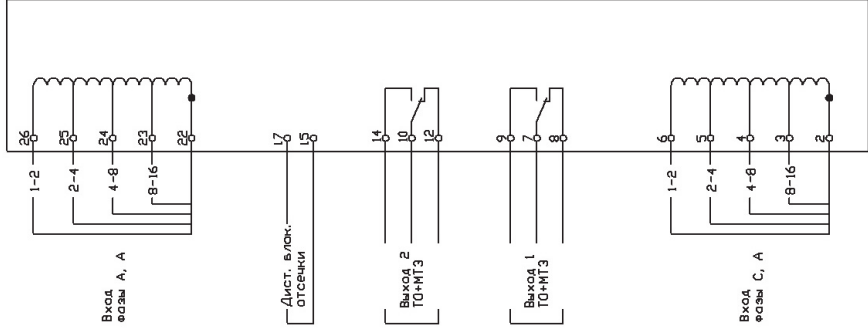 26
25
24
23
22
17
15
14
10
12
9
7
8
6
5
4
3
2
1-2
2-4
4-8
8-16
1-2
2-4
4-8
8-16
Вход
фазы А, А
Дист. блок.
отсечки
Выход 2
ТО+МТЗ
Выход 1
ТО+МТЗ
Вход
фазы С, А